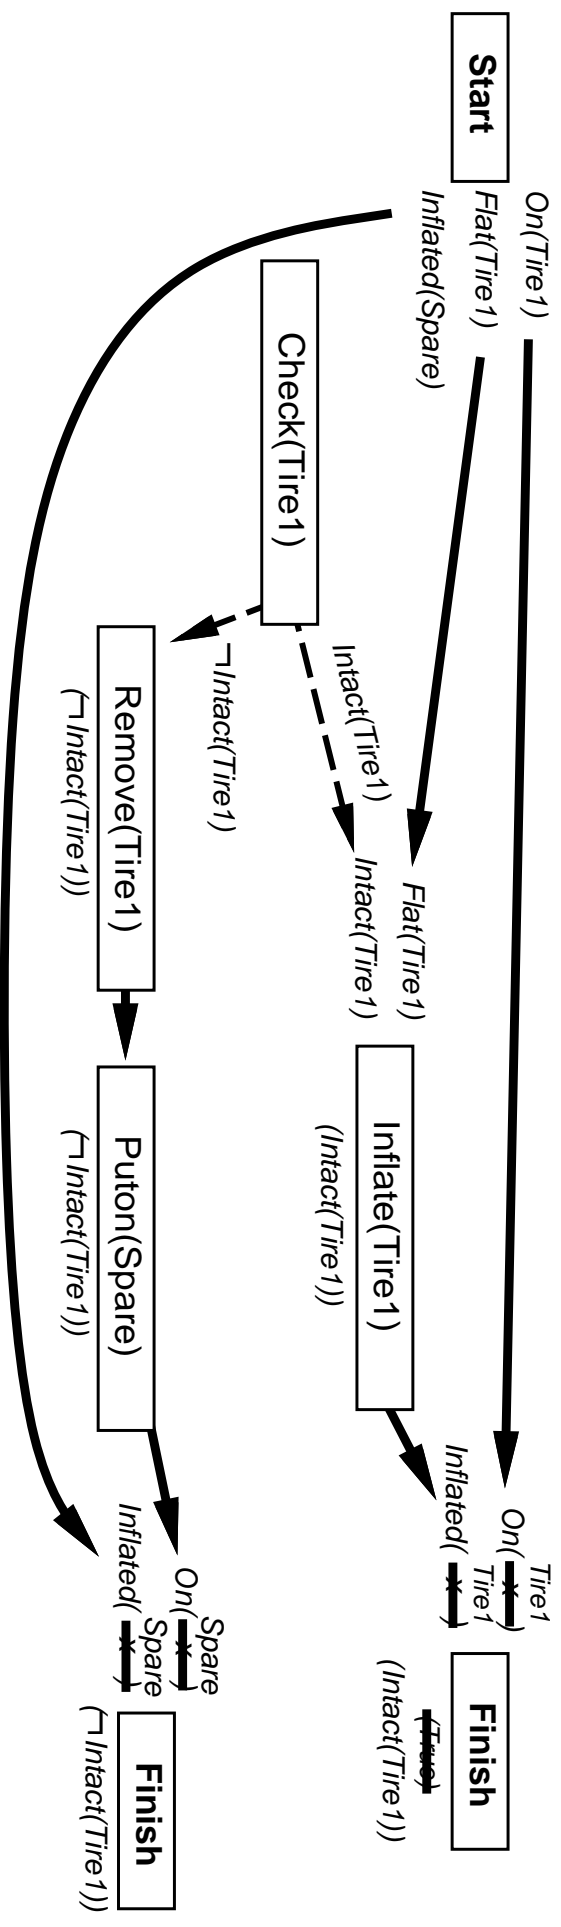 Start
On(Tire1)
Flat(Tire1)
Inflated(Spare)
Check(Tire1)
Intact(Tire1)
¬Intact(Tire1)
Flat(Tire1)
Intact(Tire1)
Inflate(Tire1)
(Intact(Tire1))
Remove(Tire1)
(¬Intact(Tire1))
Puton(Spare)
(¬Intact(Tire1))
Tire1
On( x )
Tire1
Inflated( x )
Finish
(True)
(Intact(Tire1))
Spare
On( x )
Spare
Inflated( x )
Finish
(¬Intact(Tire1))